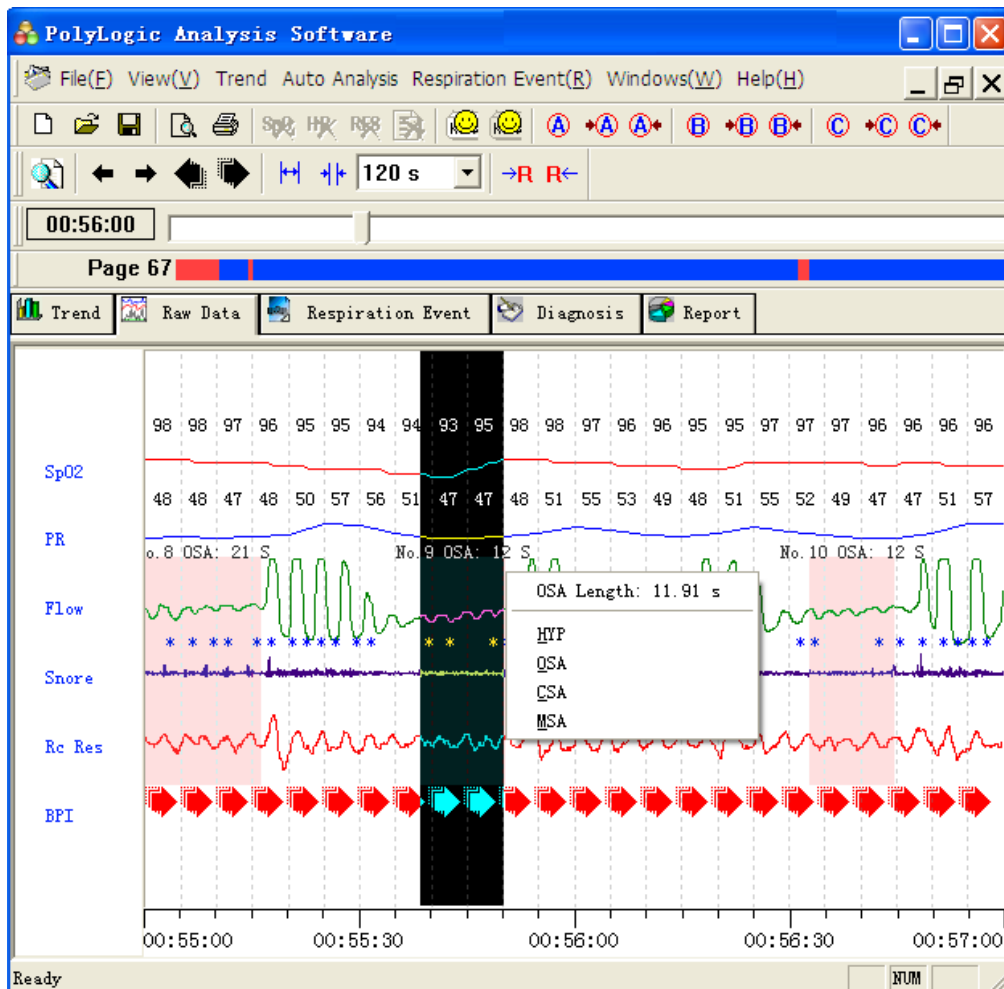 PolyLogic Analysis Software
File(F) View(V) Trend Auto Analysis Respiration Event(R) Windows(W) Help(H)
SpO2 HR RES A A A B B B C C C
120 s R R
00:56:00
Page 67
Trend Raw Data Respiration Event Diagnosis Report
98 98 97 96 95 95 94 94 93 95 98 98 97 96 96 95 95 97 97 97 96 96 96 96
SpO2
48 48 47 48 50 57 56 51 47 47 48 51 55 53 49 48 51 55 52 49 47 47 51 57
PR
o.8 OSA: 21 S No.9 OSA: 12 S No.10 OSA: 12 S
OSA Length: 11.91 s
Flow
HYP
OSA
Snore
CSA
MSA
Rc Res
BPI
00:55:00 00:55:30 00:56:00 00:56:30 00:57:00
Ready NUM